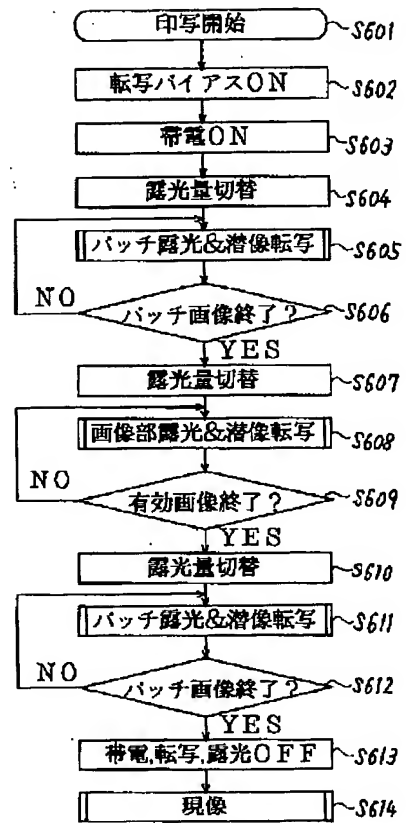 印写開始 S601
転写バイアスON S602
帯電ON S603
露光量切替 S604
パッチ露光&潜像転写 S605
NO パッチ画像終了? S606
YES
露光量切替 S607
画像部露光&潜像転写 S608
NO 有効画像終了? S609
YES
露光量切替 S610
パッチ露光&潜像転写 S611
NO パッチ画像終了? S612
YES
帯電,転写,露光OFF S613
現像 S614